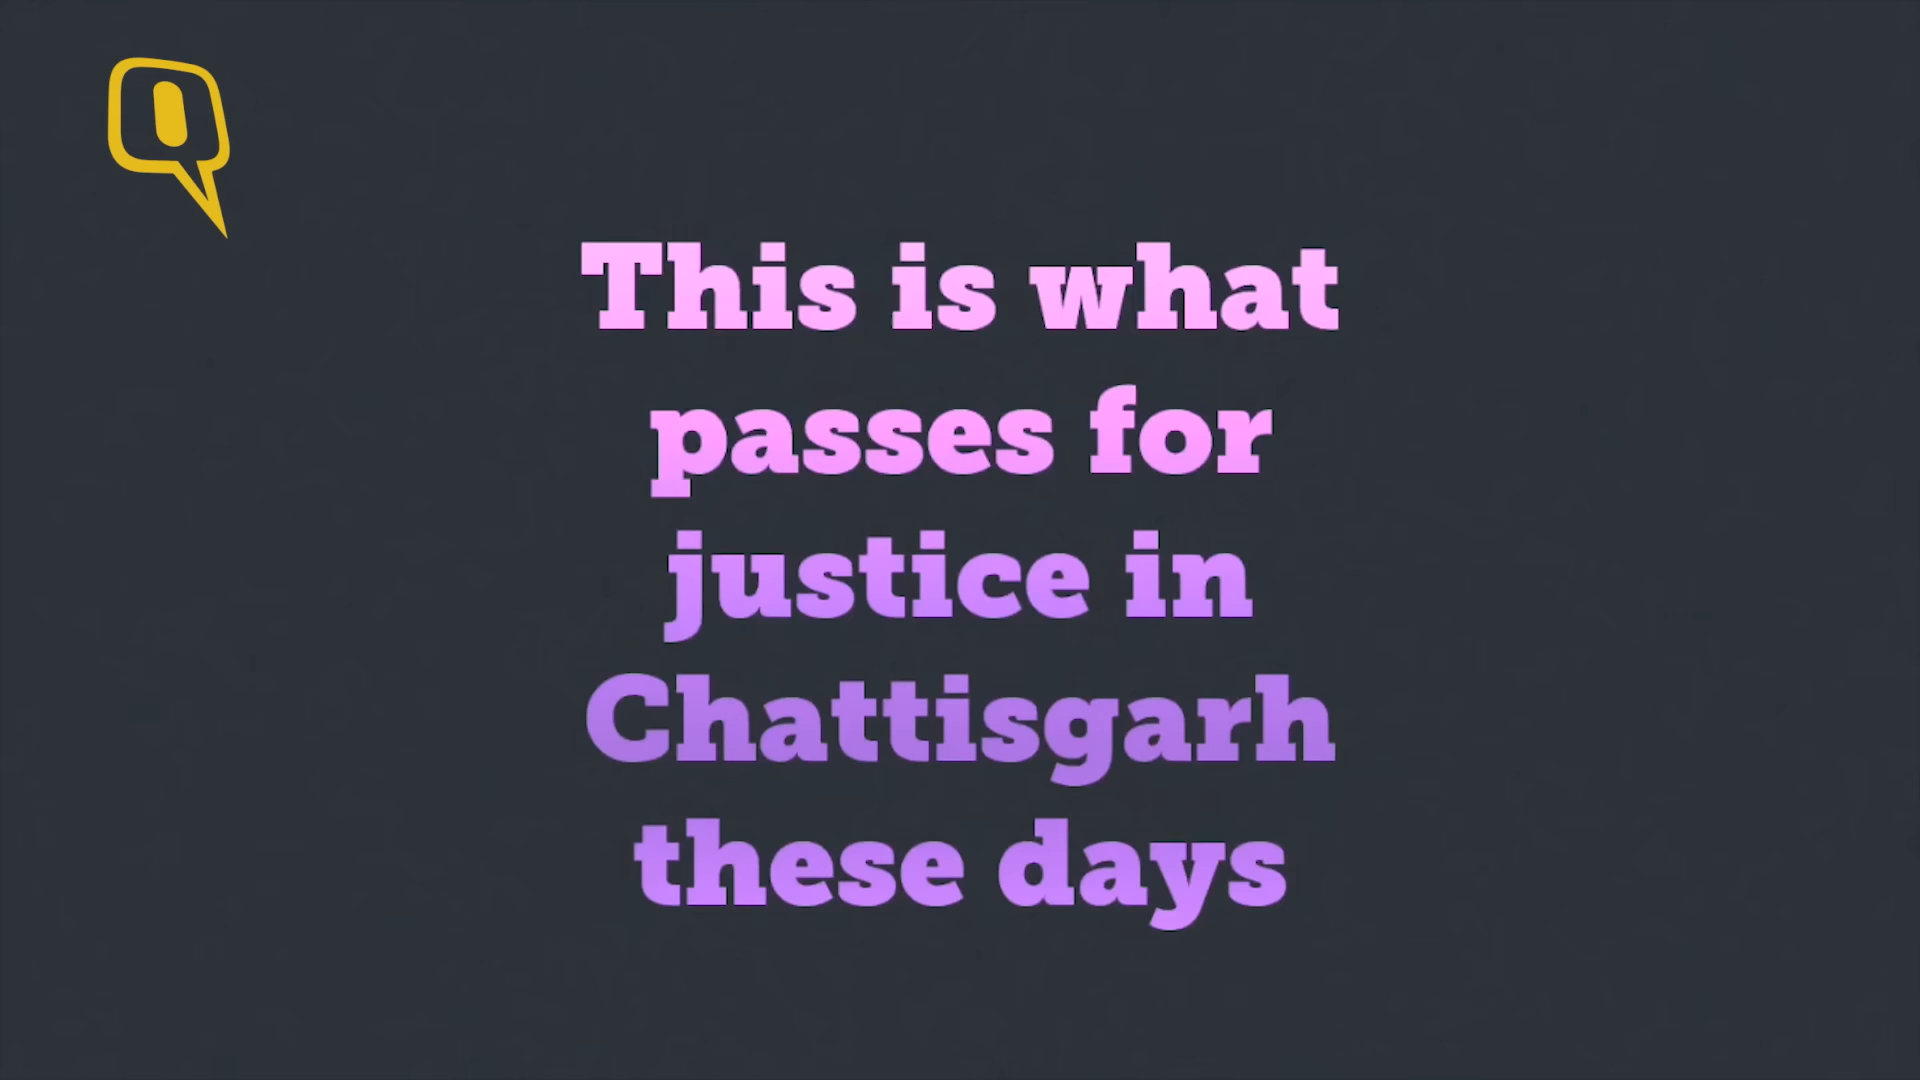 This is what
passes for
justice in
Chattisgarh
these days